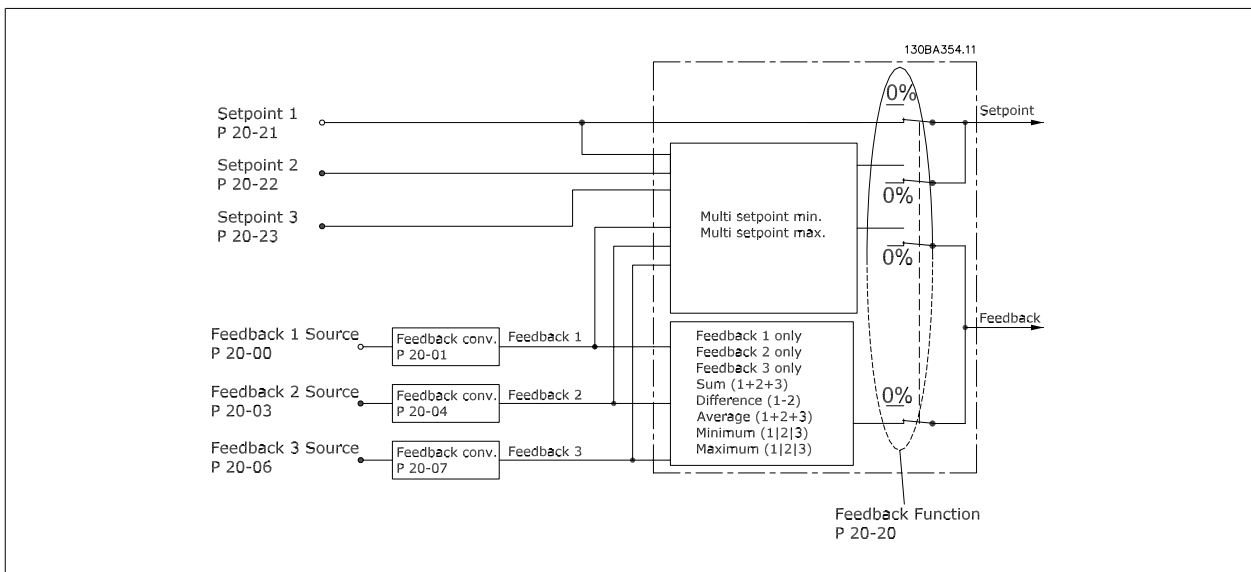 130BA354.11
0%
Setpoint 1
P 20-21
Setpoint
Setpoint 2
P 20-22
0%
Setpoint 3
P 20-23
Multi setpoint min.
Multi setpoint max.
0%
Feedback 1 Source
P 20-00
Feedback conv.
P 20-01
Feedback 1
Feedback
Feedback 2 Source
P 20-03
Feedback conv.
P 20-04
Feedback 2
Feedback 3 Source
P 20-06
Feedback conv.
P 20-07
Feedback 3
Feedback 1 only
Feedback 2 only
Feedback 3 only
Sum (1+2+3)
Difference (1-2)
Average (1+2+3)
Minimum (1|2|3)
Maximum (1|2|3)
0%
Feedback Function
P 20-20